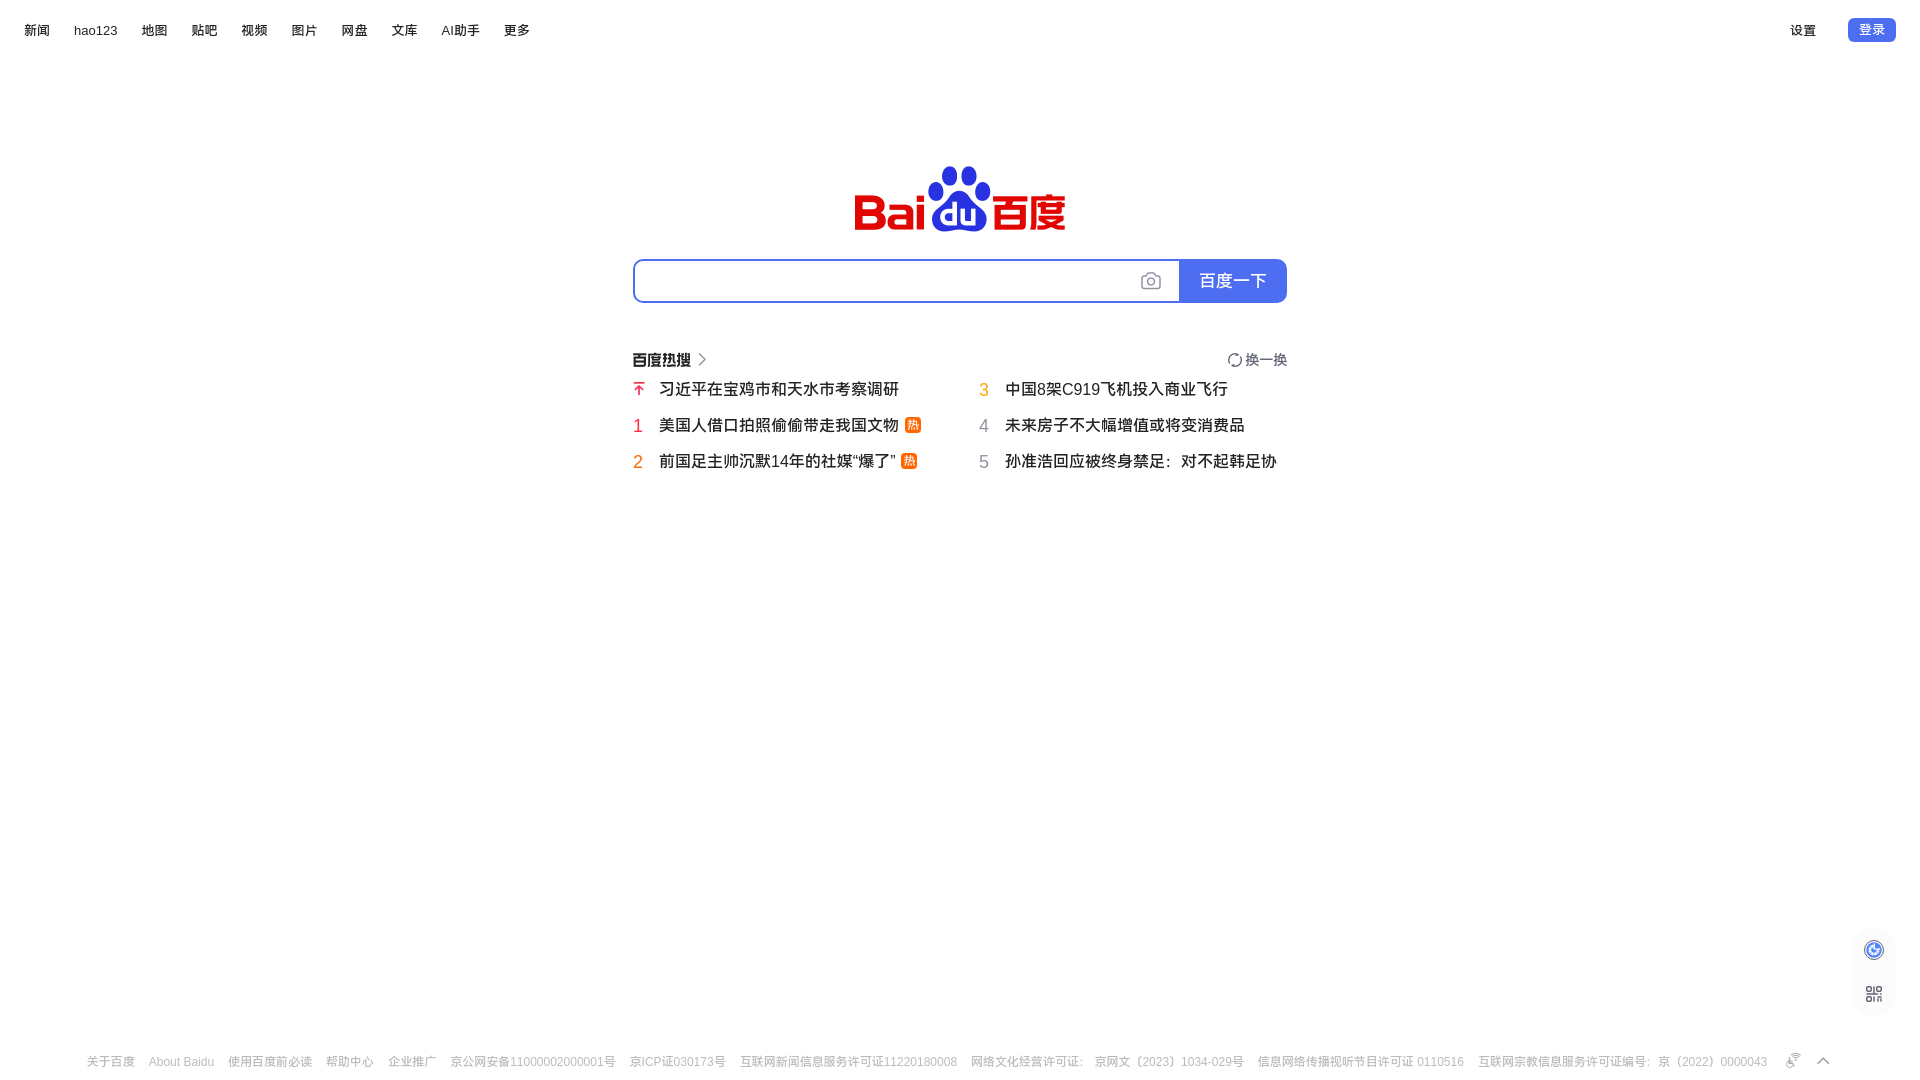 新闻 hao123 地图 贴吧 视频 图片 网盘 文库 AI助手 更多 设置 登录
Bai du 百度
百度一下
百度热搜 换一换
习近平在宝鸡市和天水市考察调研
1 美国人借口拍照偷偷带走我国文物 热
2 前国足主帅沉默14年的社媒“爆了” 热
3 中国8架C919飞机投入商业飞行
4 未来房子不大幅增值或将变消费品
5 孙准浩回应被终身禁足：对不起韩足协
关于百度 About Baidu 使用百度前必读 帮助中心 企业推广 京公网安备11000002000001号 京ICP证030173号 互联网新闻信息服务许可证11220180008 网络文化经营许可证： 京网文〔2023〕1034-029号 信息网络传播视听节目许可证 0110516 互联网宗教信息服务许可证编号：京（2022）0000043